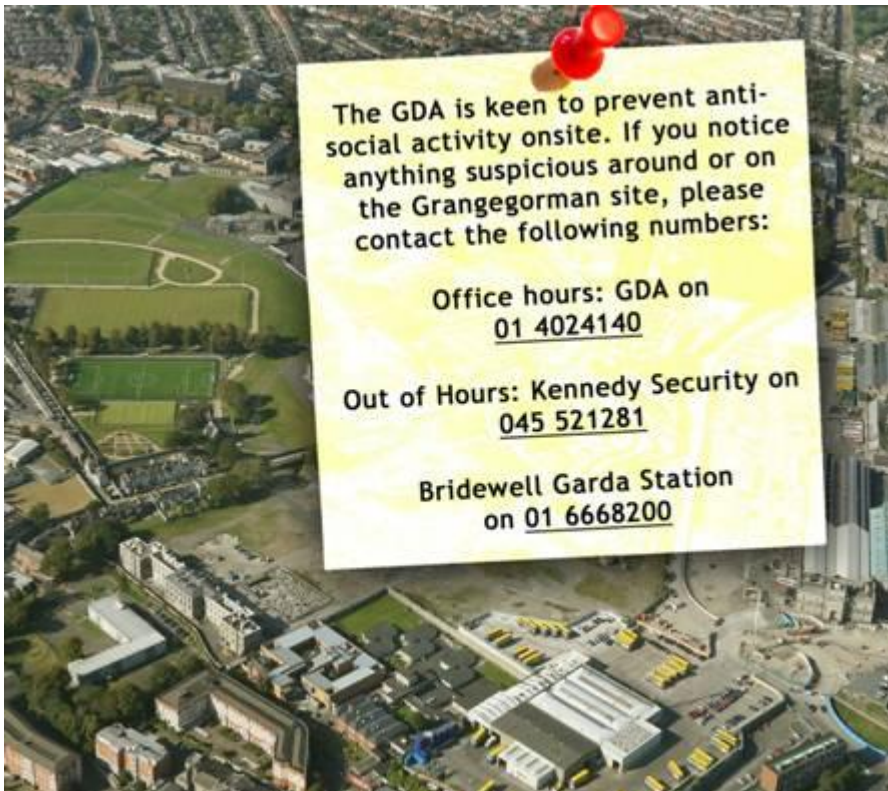 The GDA is keen to prevent anti-
social activity onsite. If you notice
anything suspicious around or on
the Grangegorman site, please
contact the following numbers:
Office hours: GDA on
01 4024140
Out of Hours: Kennedy Security on
045 521281
Bridewell Garda Station
on 01 6668200